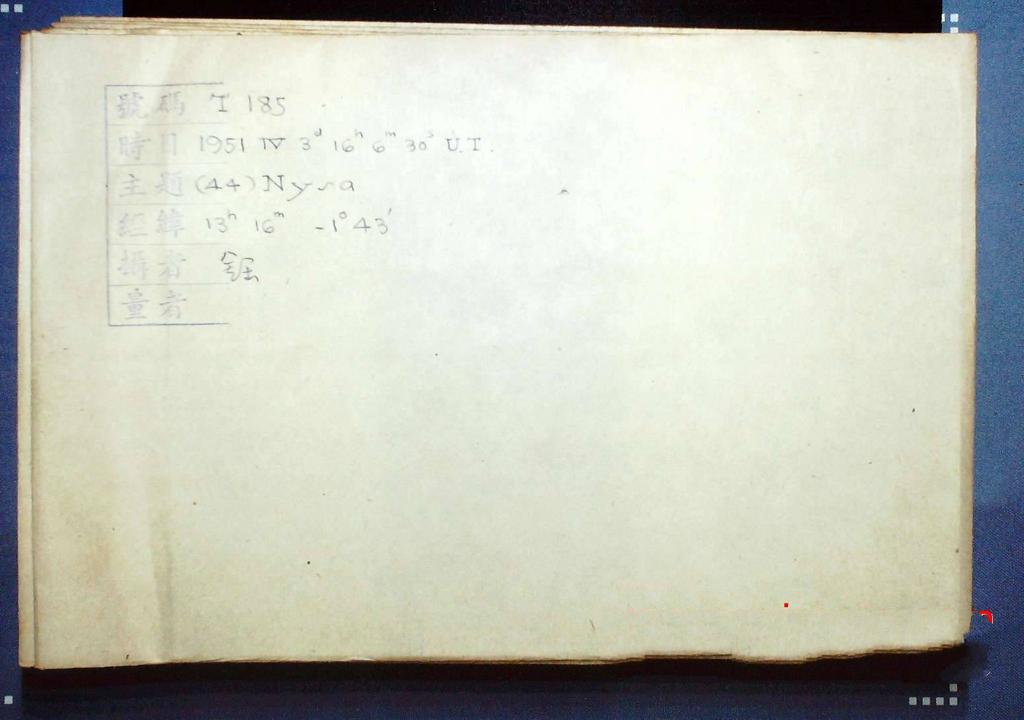 號碼 T 185
時日 1951 IV 3d 16h 6m 30s U.T.
主題 (44) Nysa
經緯 13h 16m -1° 43'
攝者
量者